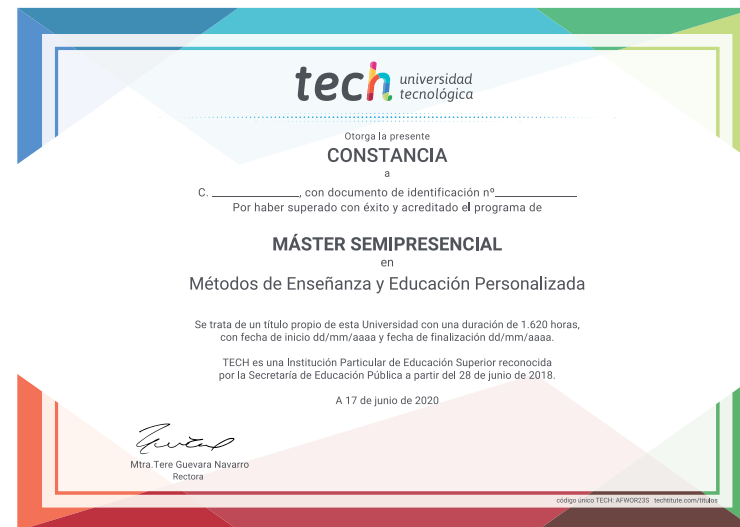 tech universidad
tecnológica
Otorga la presente
CONSTANCIA
a
C. ________________, con documento de identificación nº_______________
Por haber superado con éxito y acreditado el programa de
MÁSTER SEMIPRESENCIAL
en
Métodos de Enseñanza y Educación Personalizada
Se trata de un título propio de esta Universidad con una duración de 1.620 horas,
con fecha de inicio dd/mm/aaaa y fecha de finalización dd/mm/aaaa.
TECH es una Institución Particular de Educación Superior reconocida
por la Secretaría de Educación Pública a partir del 28 de junio de 2018.
A 17 de junio de 2020
Mtra.Tere Guevara Navarro
Rectora
código único TECH: AFWOR23S techtitute.com/títulos